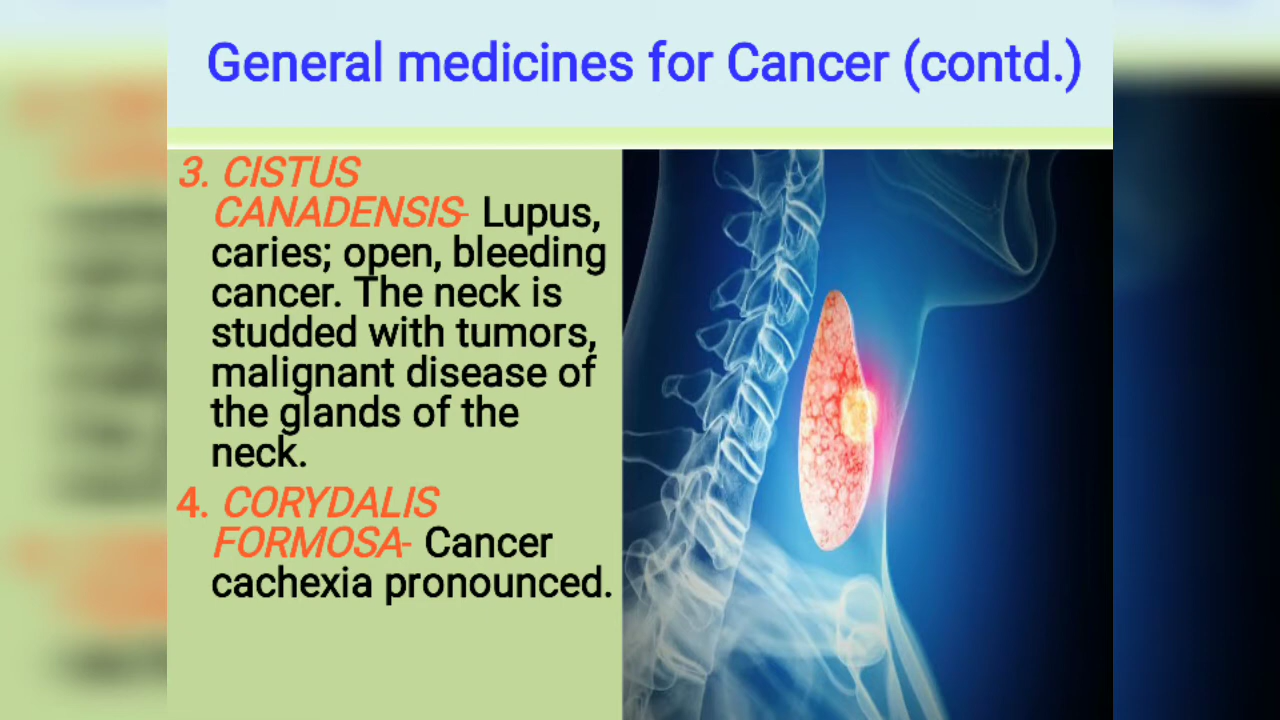 General medicines for Cancer (contd.)
3. CISTUS
CANADENSIS- Lupus,
caries; open, bleeding
cancer. The neck is
studded with tumors,
malignant disease of
the glands of the
neck.
4. CORYDALIS
FORMOSA- Cancer
cachexia pronounced.